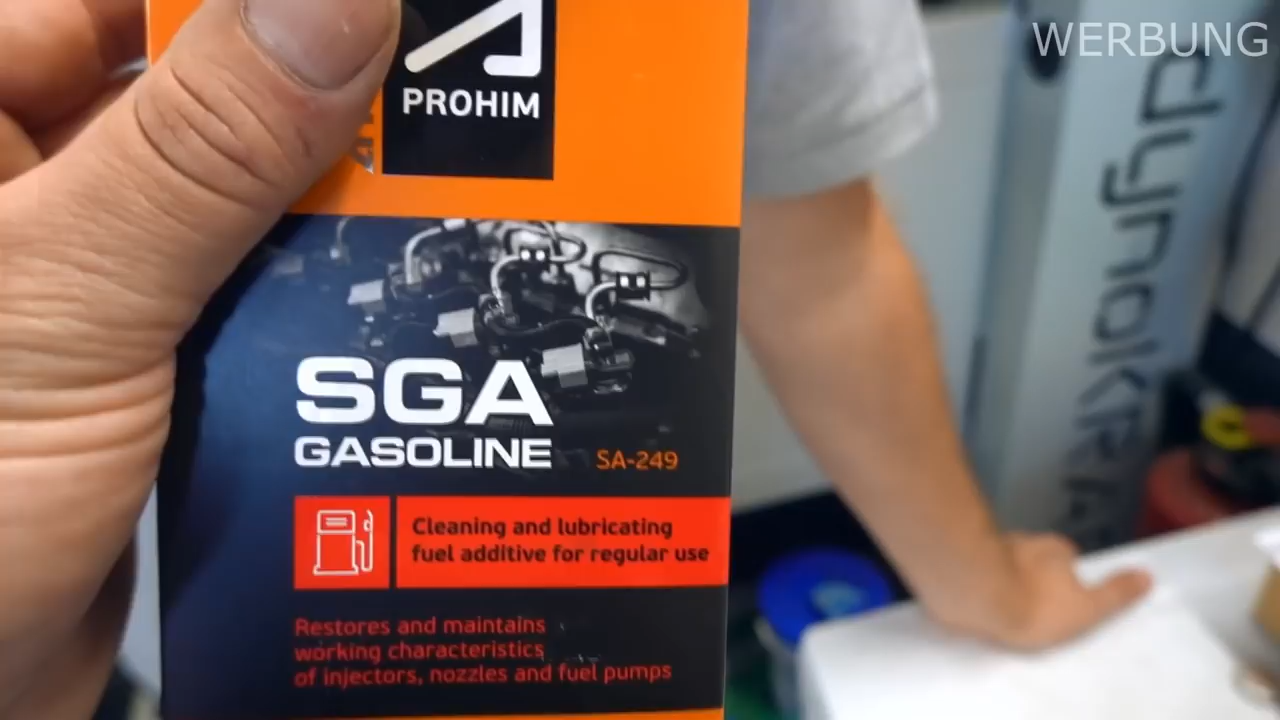 WERBUNG
PROHIM
SGA
GASOLINE
SA-249
Cleaning and lubricating
fuel additive for regular use
Restores and maintains
working characteristics
of injectors, nozzles and fuel pumps